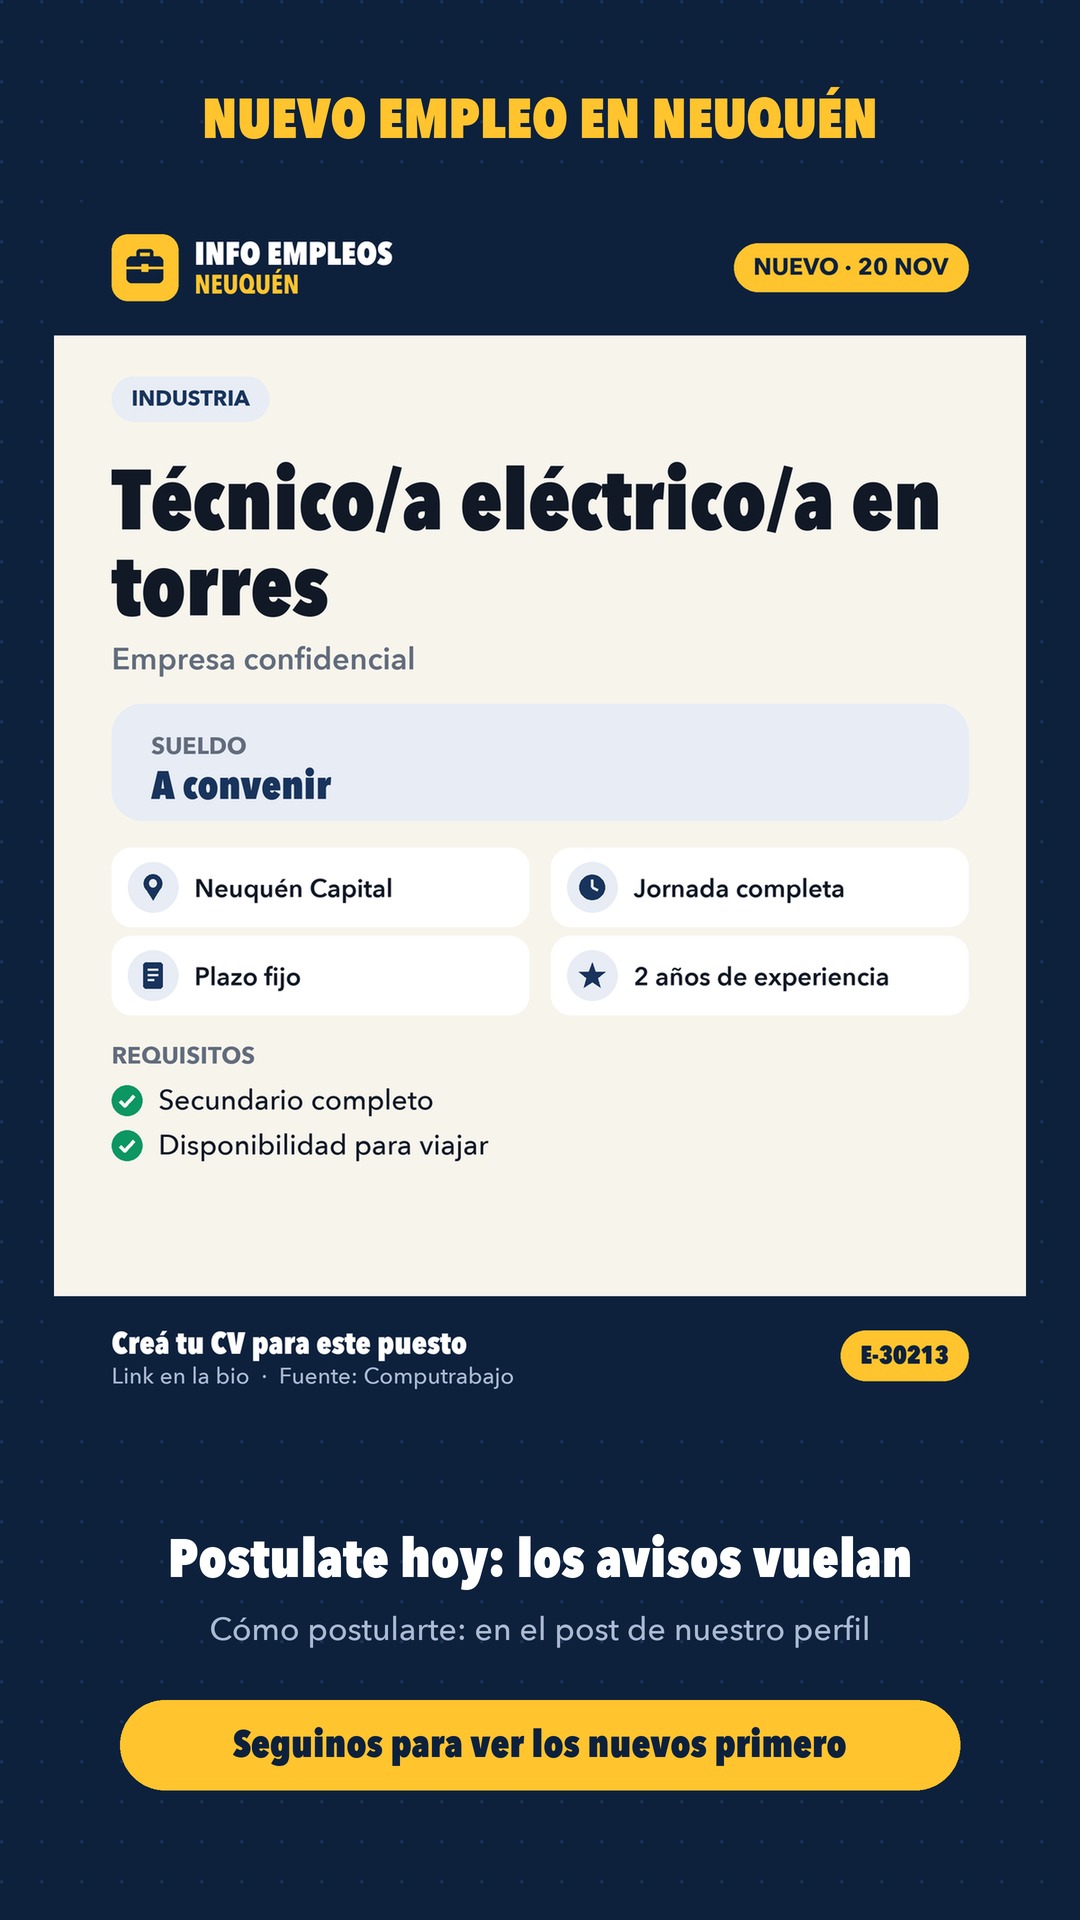 NUEVO EMPLEO EN NEUQUÉN
INFO EMPLEOS
NEUQUÉN
NUEVO · 20 NOV
INDUSTRIA
Técnico/a eléctrico/a en
torres
Empresa confidencial
SUELDO
A convenir
Neuquén Capital
Jornada completa
Plazo fijo
2 años de experiencia
REQUISITOS
Secundario completo
Disponibilidad para viajar
Creá tu CV para este puesto
Link en la bio · Fuente: Computrabajo
E-30213
Postulate hoy: los avisos vuelan
Cómo postularte: en el post de nuestro perfil
Seguinos para ver los nuevos primero